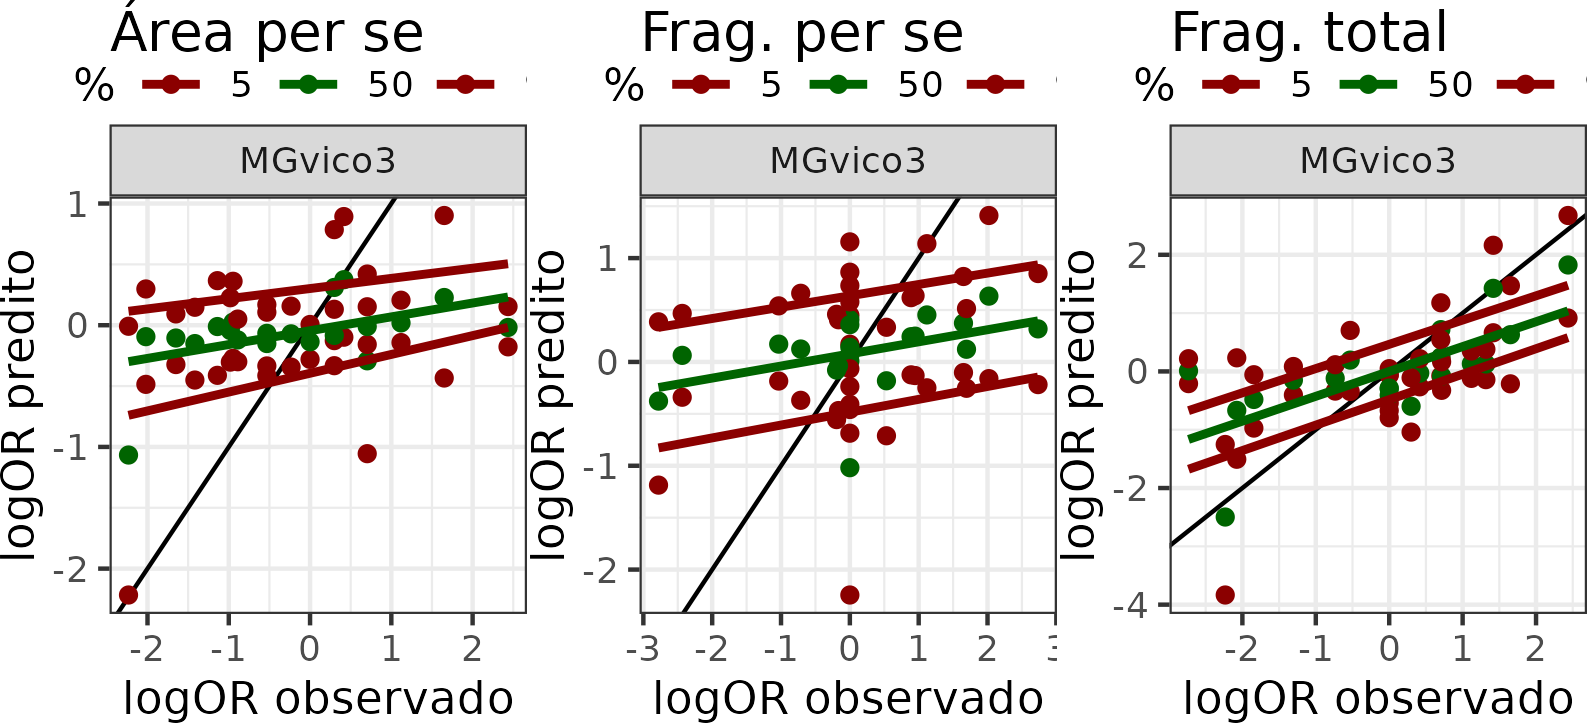 Área per se
% 5 50
MGvico3
logOR predito
1
0
-1
-2
-2 -1 0 1 2
logOR observado
Frag. per se
% 5 50
MGvico3
logOR predito
1
0
-1
-2
-3 -2 -1 0 1 2 3
logOR observado
Frag. total
% 5 50
MGvico3
logOR predito
2
0
-2
-4
-2 -1 0 1 2
logOR observado